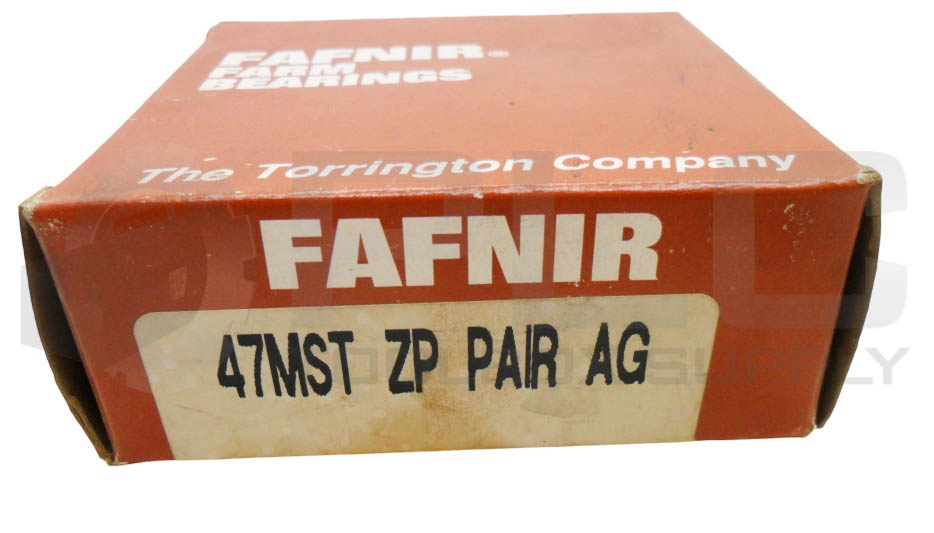 FAFNIR®
FARM
BEARINGS
The Torrington Company
FAFNIR
47MST ZP PAIR AG